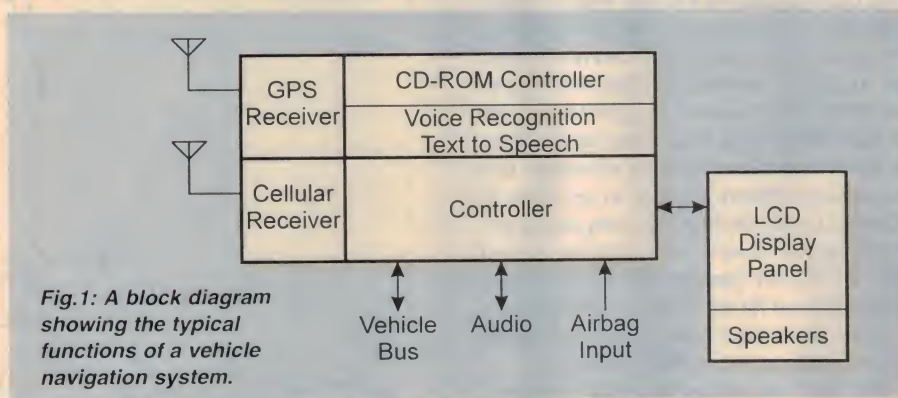 GPS
Receiver
CD-ROM Controller
Voice Recognition
Text to Speech
Cellular
Receiver
Controller
LCD
Display
Panel
Speakers
Vehicle
Bus
Audio
Airbag
Input
Fig.1: A block diagram
showing the typical
functions of a vehicle
navigation system.